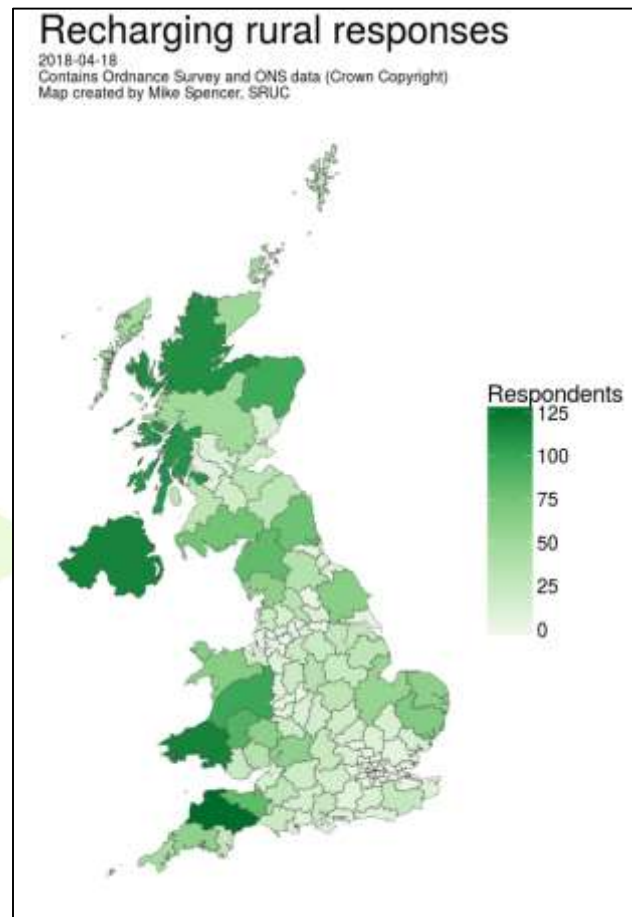 Recharging rural responses
2018-04-18
Contains Ordnance Survey and ONS data (Crown Copyright)
Map created by Mike Spencer, SRUC
Respondents
125
100
75
50
25
0